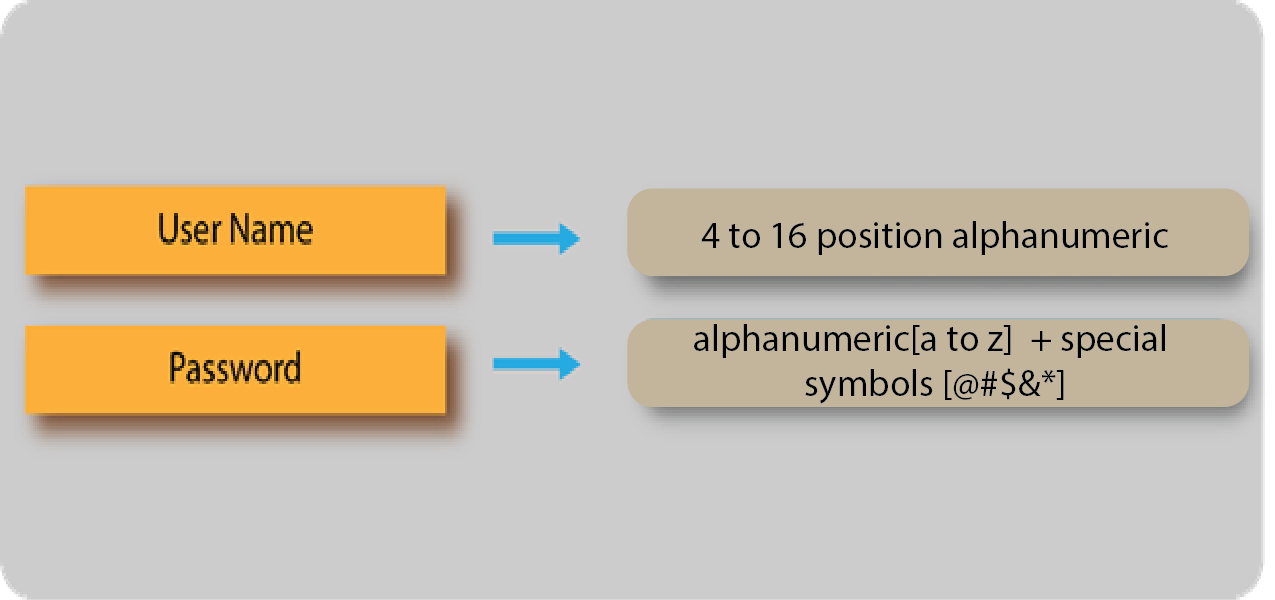 User Name
4 to 16 position alphanumeric
Password
alphanumeric[a to z] + special
symbols [@#$&*]